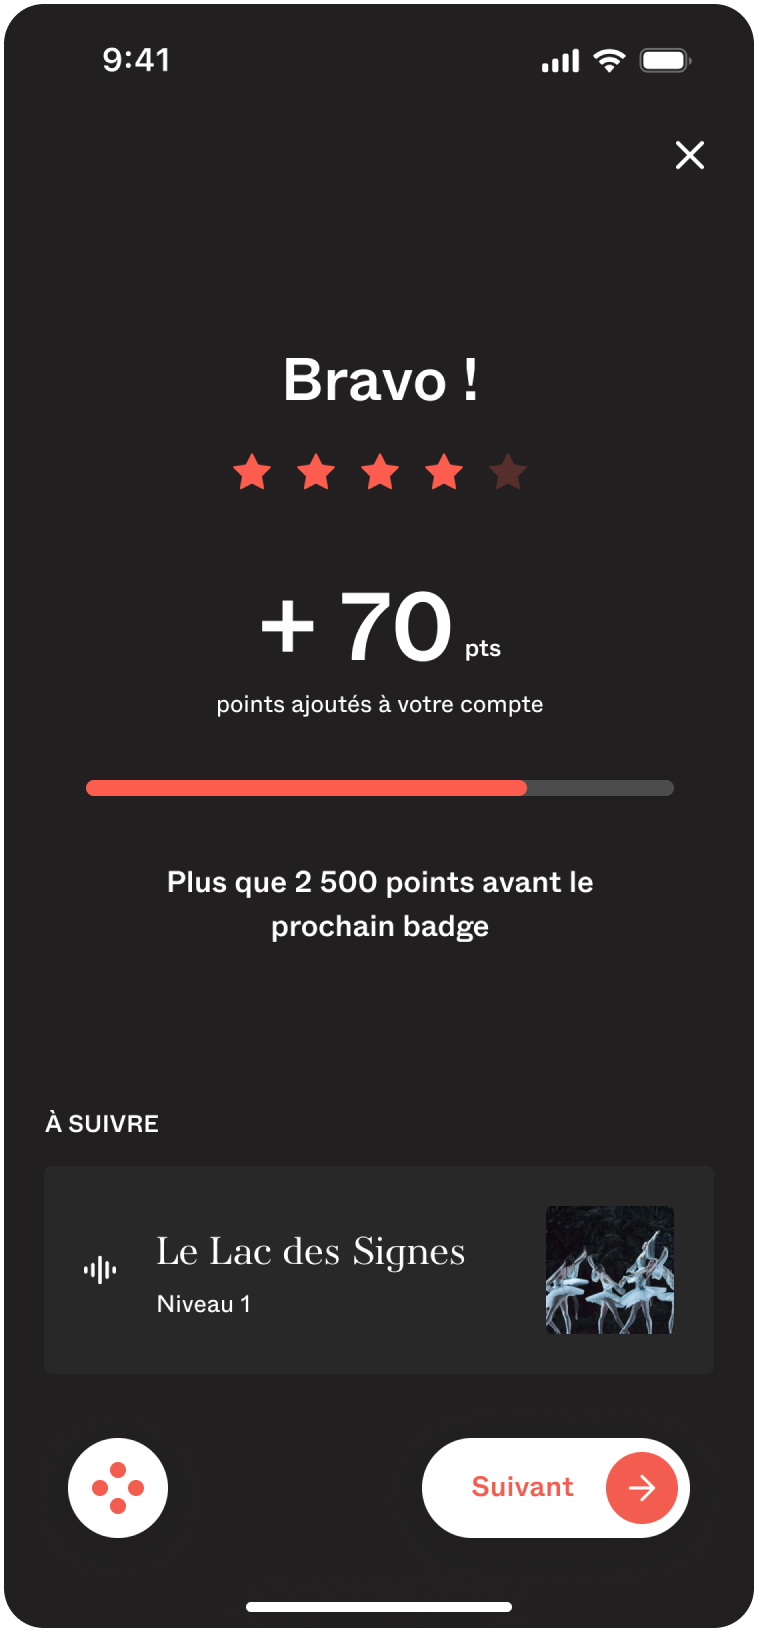 9:41
Bravo !
+ 70 pts
points ajoutés à votre compte
Plus que 2 500 points avant le
prochain badge
À SUIVRE
Le Lac des Signes
Niveau 1
Suivant